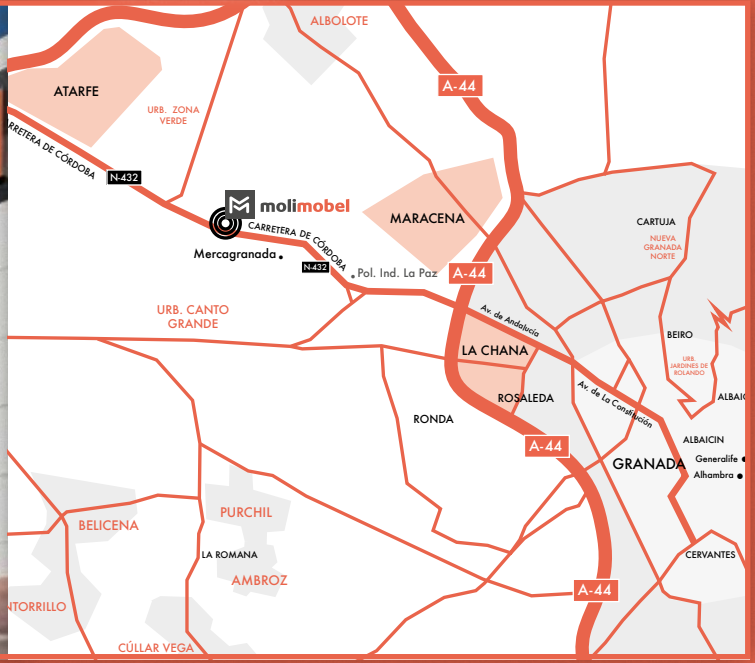 ALBOLOTE
A-44
ATARFE
URB. ZONA
VERDE
RRETERA DE CÓRDOBA
N-432
molimobel
CARRETERA DE CÓRDOBA
MARACENA
CARTUJA
NUEVA
GRANADA
NORTE
Mercagranada
N-432
Pol. Ind. La Paz
A-44
URB. CANTO
GRANDE
Av. de Andalucía
LA CHANA
BEIRO
URB.
JARDINES DE
ROLANDO
ROSALEDA
Av. de La Constitución
ALBAIC
RONDA
ALBAICIN
A-44
GRANADA
Generalife
Alhambra
PURCHIL
BELICENA
LA ROMANA
CERVANTES
AMBROZ
A-44
NTORRILLO
CÚLLAR VEGA